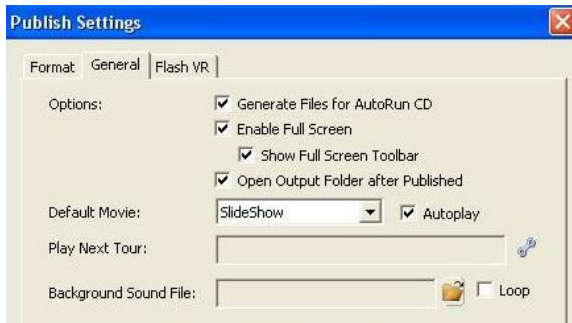 Publish Settings
Format General Flash VR
Options: Generate Files for AutoRun CD
Enable Full Screen
Show Full Screen Toolbar
Open Output Folder after Published
Default Movie: SlideShow Autoplay
Play Next Tour:
Background Sound File: Loop